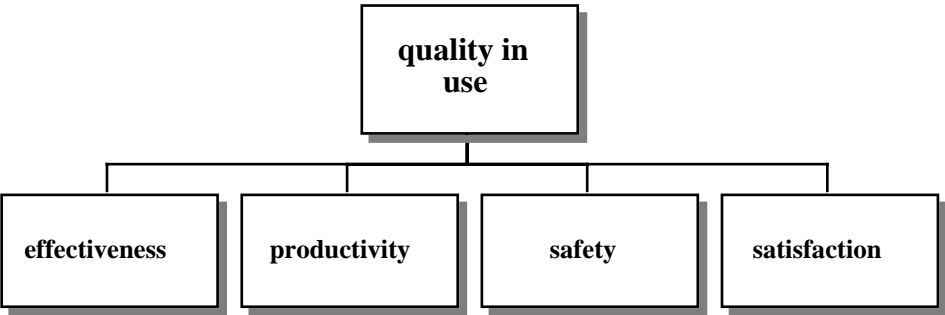 quality in
use
effectiveness
productivity
safety
satisfaction